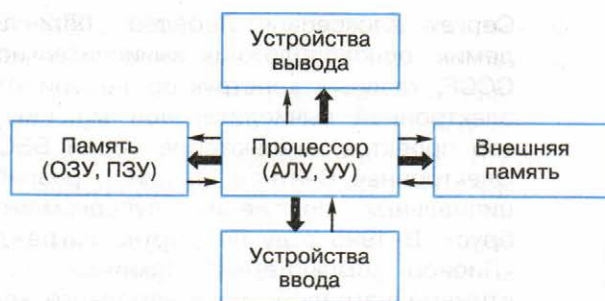 Устройства
вывода
Память
(ОЗУ, ПЗУ)
Процессор
(АЛУ, УУ)
Внешняя
память
Устройства
ввода